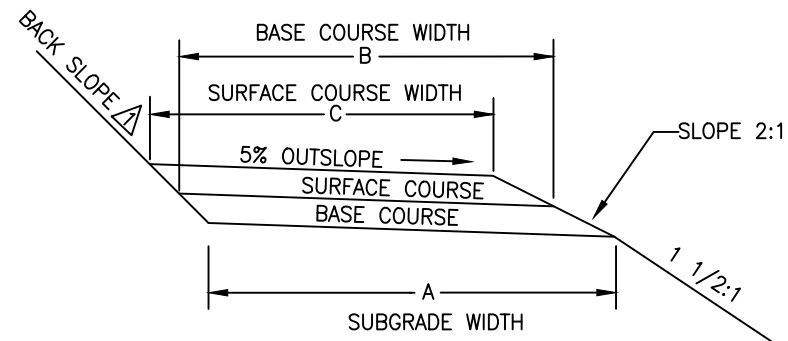 BACK SLOPE 1
BASE COURSE WIDTH
B
SURFACE COURSE WIDTH
C
SLOPE 2:1
5% OUTSLOPE
SURFACE COURSE
BASE COURSE
1 1/2:1
A
SUBGRADE WIDTH